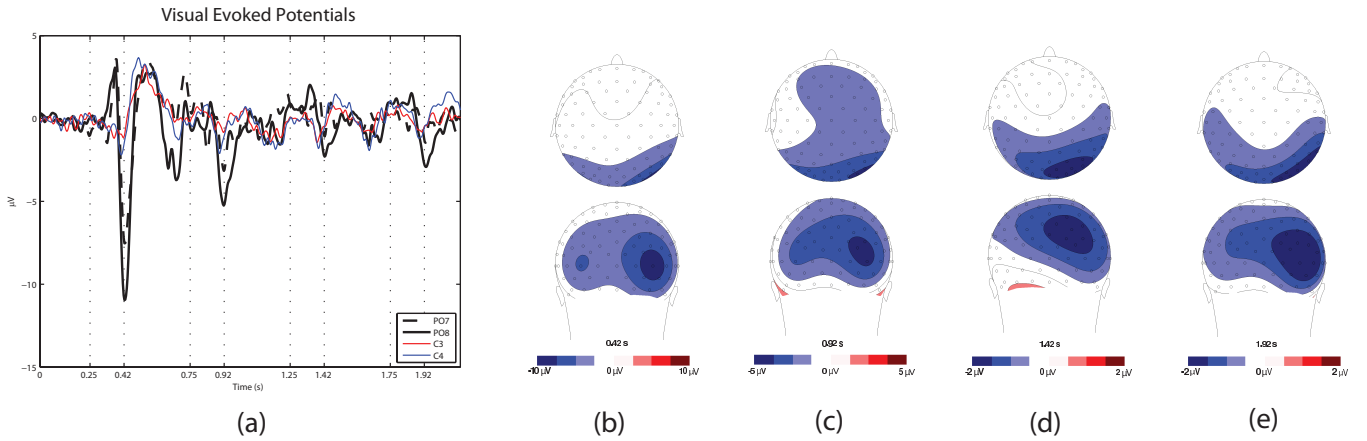 Visual Evoked Potentials
5
0
−5
−10
−15
µV
0 0.25 0.42 0.75 0.92 1.25 1.42 1.75 1.92
Time (s)
PO7
PO8
C3
C4
(a)
0.42 s
-10 µV 0 µV 10 µV
(b)
0.92 s
-5 µV 0 µV 5 µV
(c)
1.42 s
-2 µV 0 µV 2 µV
(d)
1.92 s
-2 µV 0 µV 2 µV
(e)